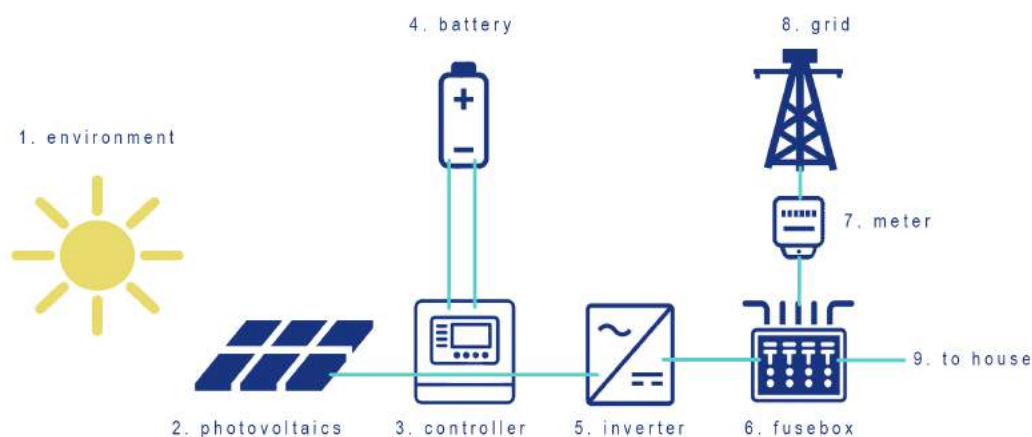 4. battery
8. grid
1. environment
7. meter
9. to house
2. photovoltaics
3. controller
5. inverter
6. fusebox